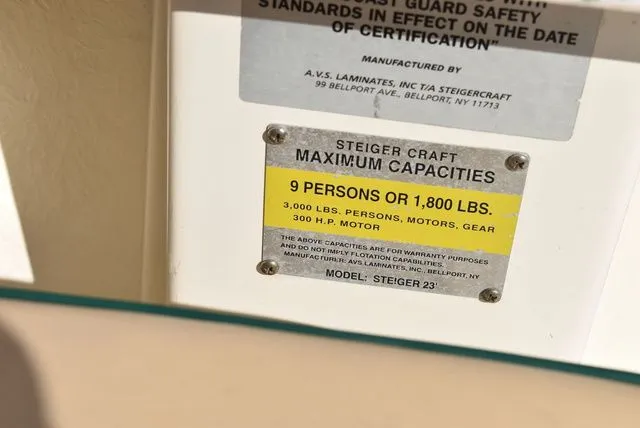 COAST GUARD SAFETY
STANDARDS IN EFFECT ON THE DATE
OF CERTIFICATION"
MANUFACTURED BY
A.V.S. LAMINATES, INC T/A STEIGERCRAFT
99 BELLPORT AVE., BELLPORT, NY 11713
STEIGER CRAFT
MAXIMUM CAPACITIES
9 PERSONS OR 1,800 LBS.
3,000 LBS. PERSONS, MOTORS, GEAR
300 H.P. MOTOR
THE ABOVE CAPACITIES ARE FOR WARRANTY PURPOSES
AND DO NOT IMPLY FLOTATION CAPABILITIES.
MANUFACTURER: AVS LAMINATES, INC., BELLPORT, NY
MODEL: STEIGER 23'